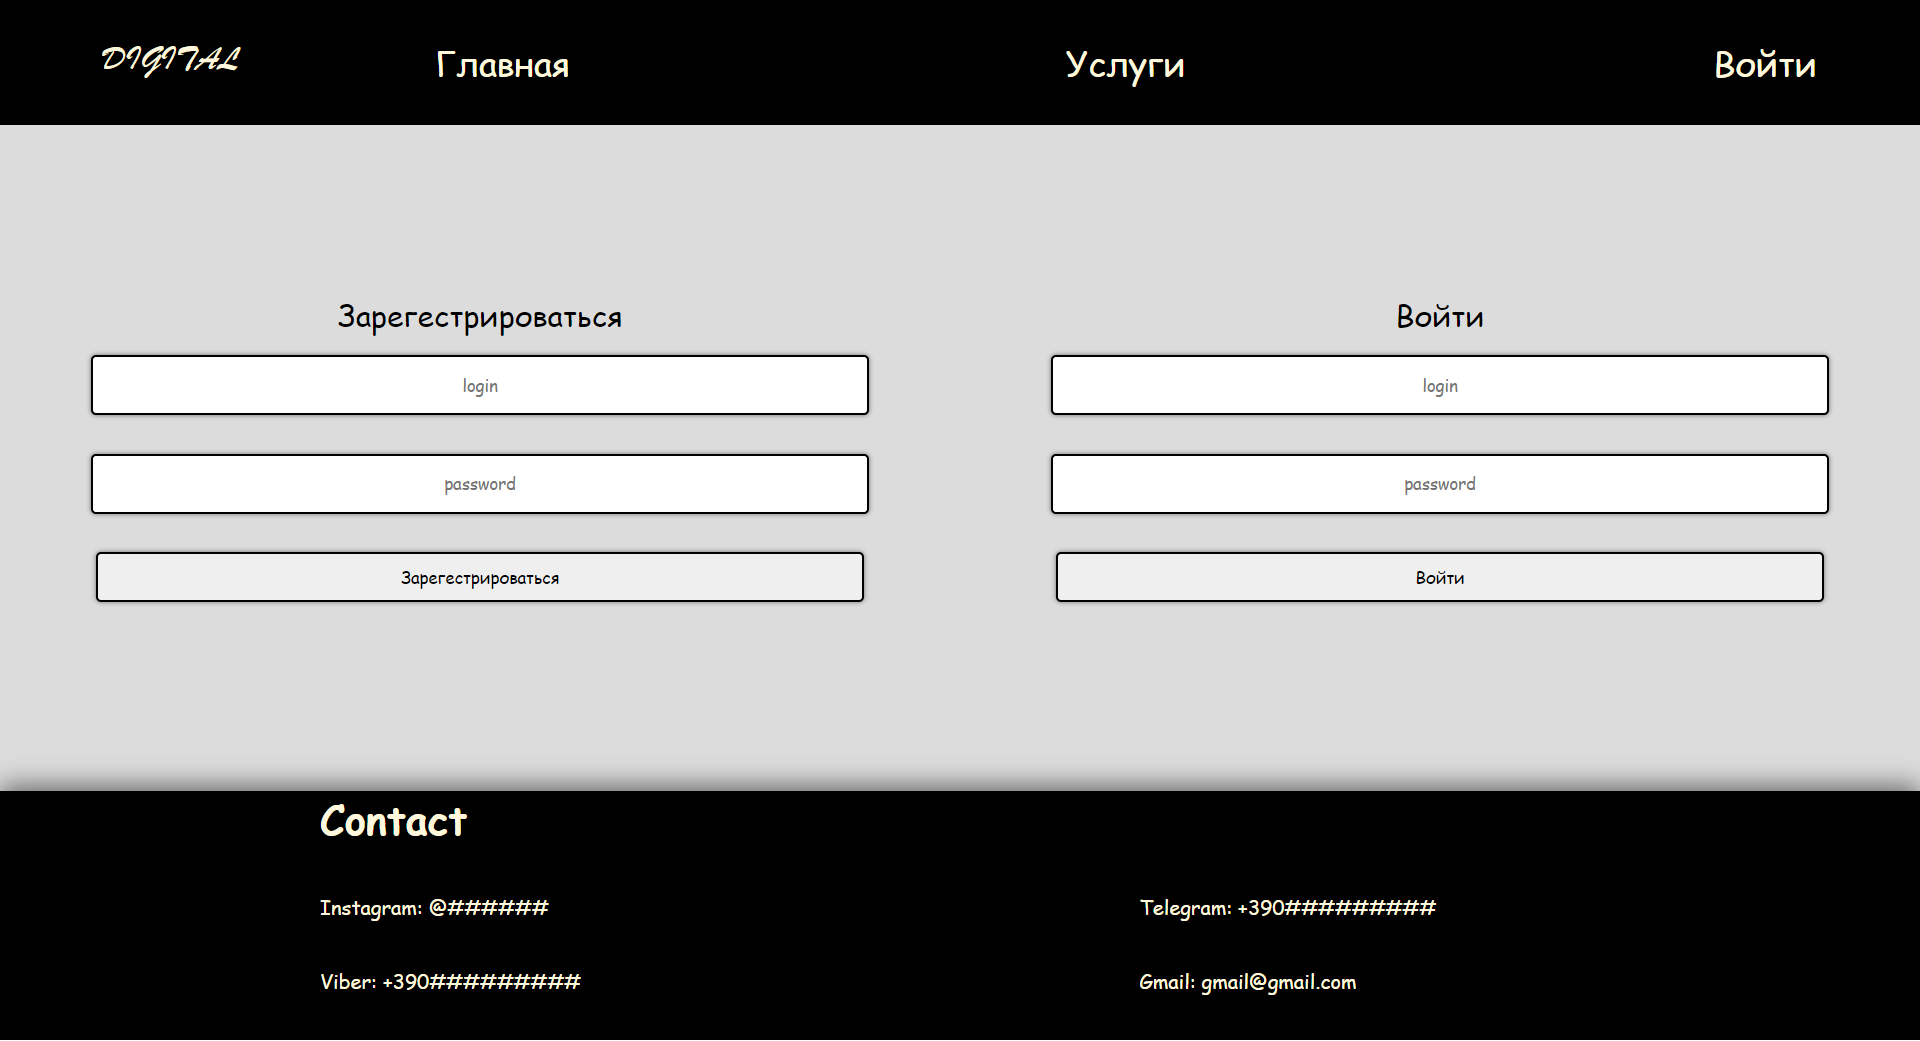 DIGITAL
Главная
Услуги
Войти
Зарегестрироваться
login
password
Зарегестрироваться
Войти
login
password
Войти
Contact
Instagram: @######
Telegram: +390#########
Viber: +390#########
Gmail: gmail@gmail.com